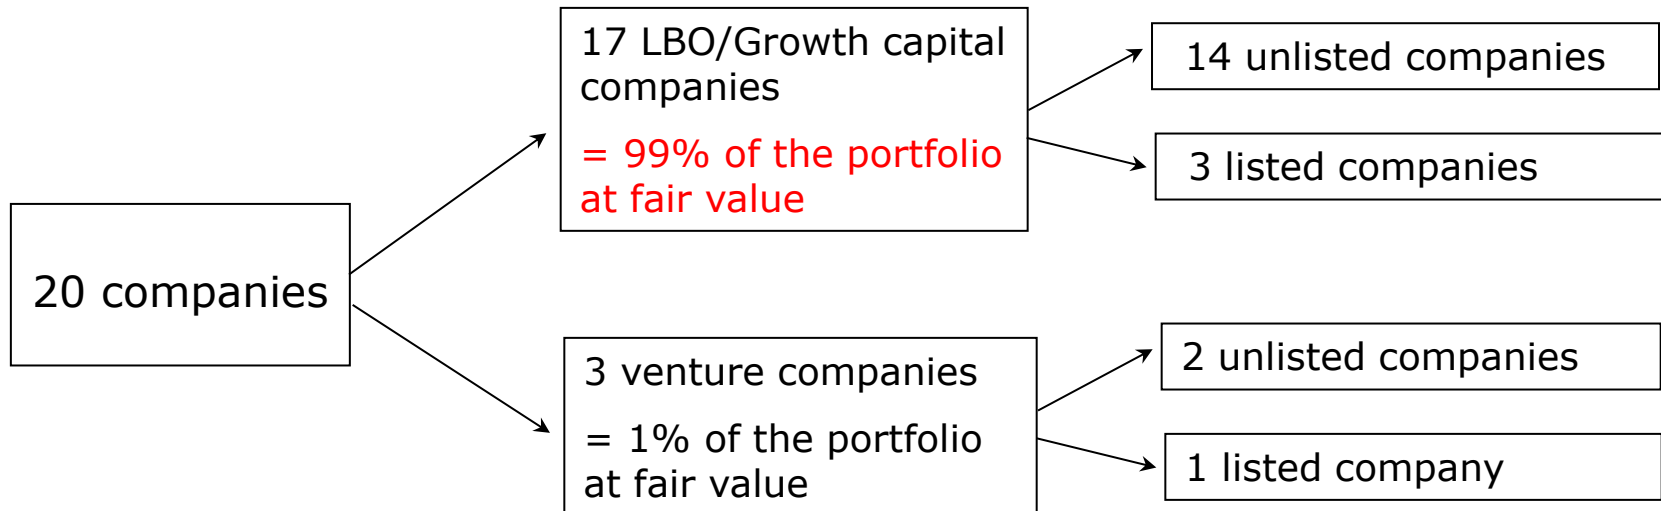 20 companies
17 LBO/Growth capital
companies
= 99% of the portfolio
at fair value
14 unlisted companies
3 listed companies
3 venture companies
= 1% of the portfolio
at fair value
2 unlisted companies
1 listed company